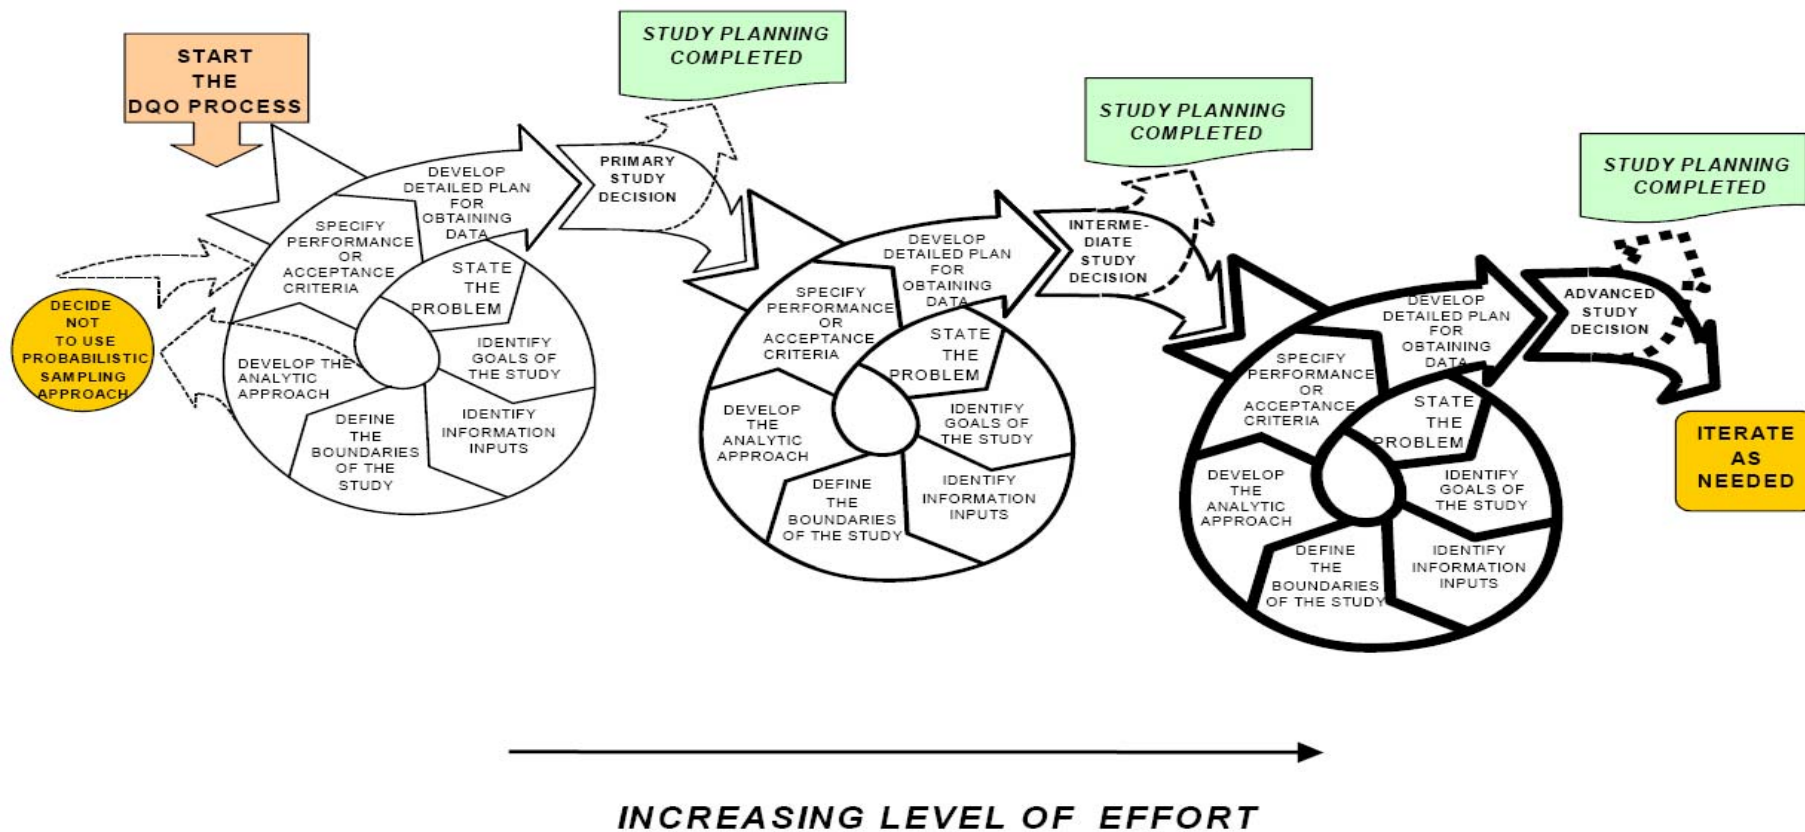 START
THE
DQO PROCESS
STUDY PLANNING
COMPLETED
STUDY PLANNING
COMPLETED
STUDY PLANNING
COMPLETED
DECIDE
NOT
TO USE
PROBABILISTIC
SAMPLING
APPROACH
DEVELOP
DETAILED PLAN
FOR
OBTAINING
DATA
SPECIFY
PERFORMANCE
OR
ACCEPTANCE
CRITERIA
STATE
THE
PROBLEM
IDENTIFY
GOALS OF
THE STUDY
IDENTIFY
INFORMATION
INPUTS
DEFINE
THE
BOUNDARIES
OF THE
STUDY
DEVELOP THE
ANALYTIC
APPROACH
PRIMARY
STUDY
DECISION
DEVELOP
DETAILED PLAN
FOR
OBTAINING
DATA
SPECIFY
PERFORMANCE
OR
ACCEPTANCE
CRITERIA
STATE
THE
PROBLEM
IDENTIFY
GOALS OF
THE STUDY
IDENTIFY
INFORMATION
INPUTS
DEFINE
THE
BOUNDARIES
OF THE STUDY
DEVELOP
THE
ANALYTIC
APPROACH
INTERME-
DIATE
STUDY
DECISION
DEVELOP
DETAILED PLAN
FOR
OBTAINING
DATA
SPECIFY
PERFORMANCE
OR
ACCEPTANCE
CRITERIA
STATE
THE
PROBLEM
IDENTIFY
GOALS OF
THE STUDY
IDENTIFY
INFORMATION
INPUTS
DEFINE
THE
BOUNDARIES
OF THE STUDY
DEVELOP
THE
ANALYTIC
APPROACH
ADVANCED
STUDY
DECISION
ITERATE
AS
NEEDED
INCREASING LEVEL OF EFFORT